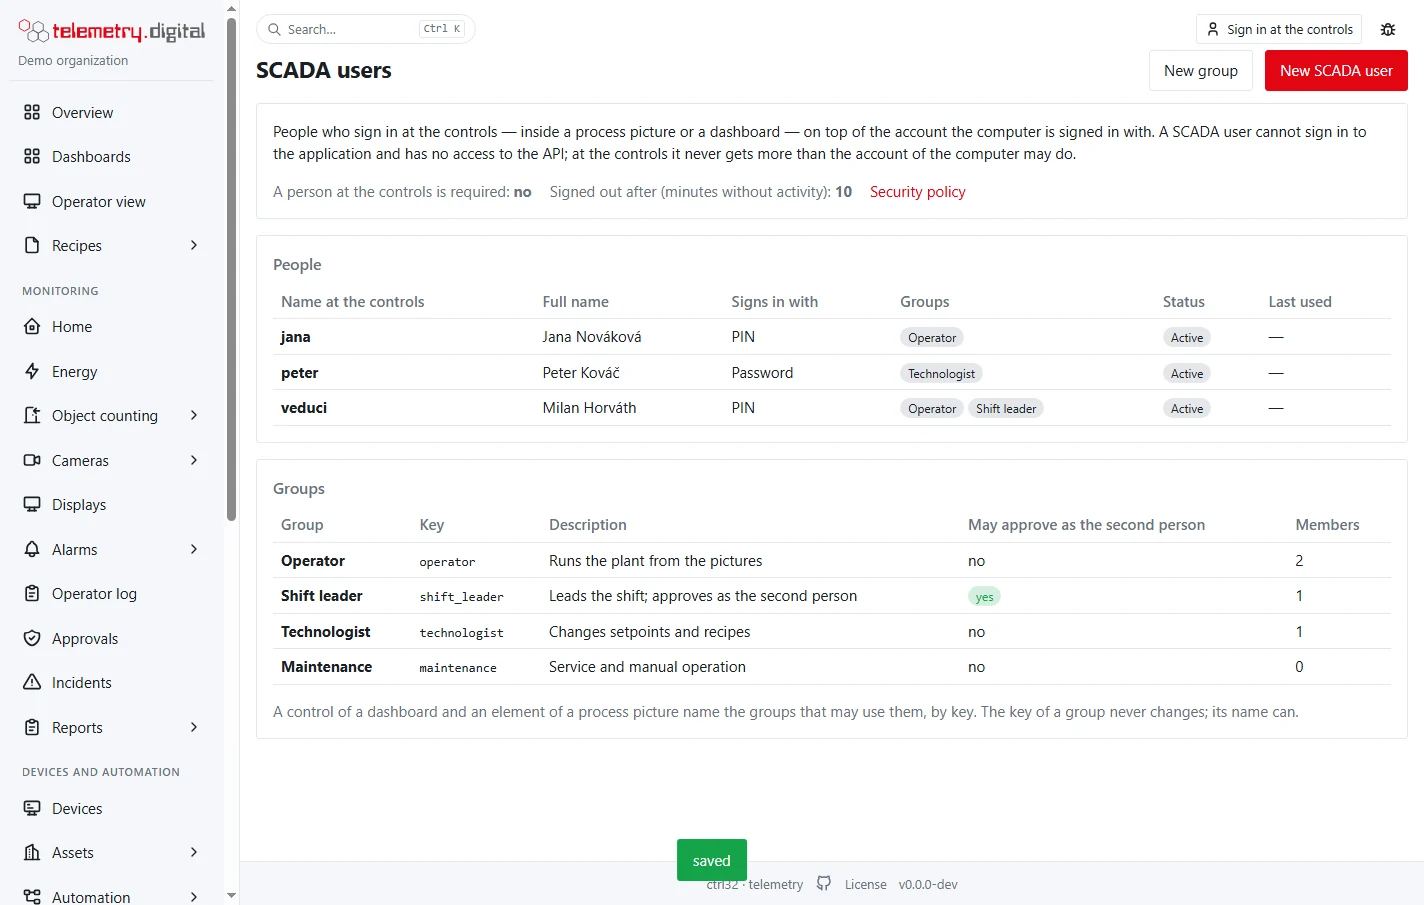 telemetry.digital
Demo organization
Overview
Dashboards
Operator view
Recipes
MONITORING
Home
Energy
Object counting
Cameras
Displays
Alarms
Operator log
Approvals
Incidents
Reports
DEVICES AND AUTOMATION
Devices
Assets
Automation
Search... Ctrl K
Sign in at the controls
SCADA users
New group
New SCADA user
People who sign in at the controls — inside a process picture or a dashboard — on top of the account the computer is signed in with. A SCADA user cannot sign in to
the application and has no access to the API; at the controls it never gets more than the account of the computer may do.
A person at the controls is required: no Signed out after (minutes without activity): 10 Security policy
People
Name at the controls Full name Signs in with Groups Status Last used
jana Jana Nováková PIN Operator Active —
peter Peter Kováč Password Technologist Active —
veduci Milan Horváth PIN Operator Shift leader Active —
Groups
Group Key Description May approve as the second person Members
Operator operator Runs the plant from the pictures no 2
Shift leader shift_leader Leads the shift; approves as the second person yes 1
Technologist technologist Changes setpoints and recipes no 1
Maintenance maintenance Service and manual operation no 0
A control of a dashboard and an element of a process picture name the groups that may use them, by key. The key of a group never changes; its name can.
saved
ctrl32 · telemetry License v0.0.0-dev